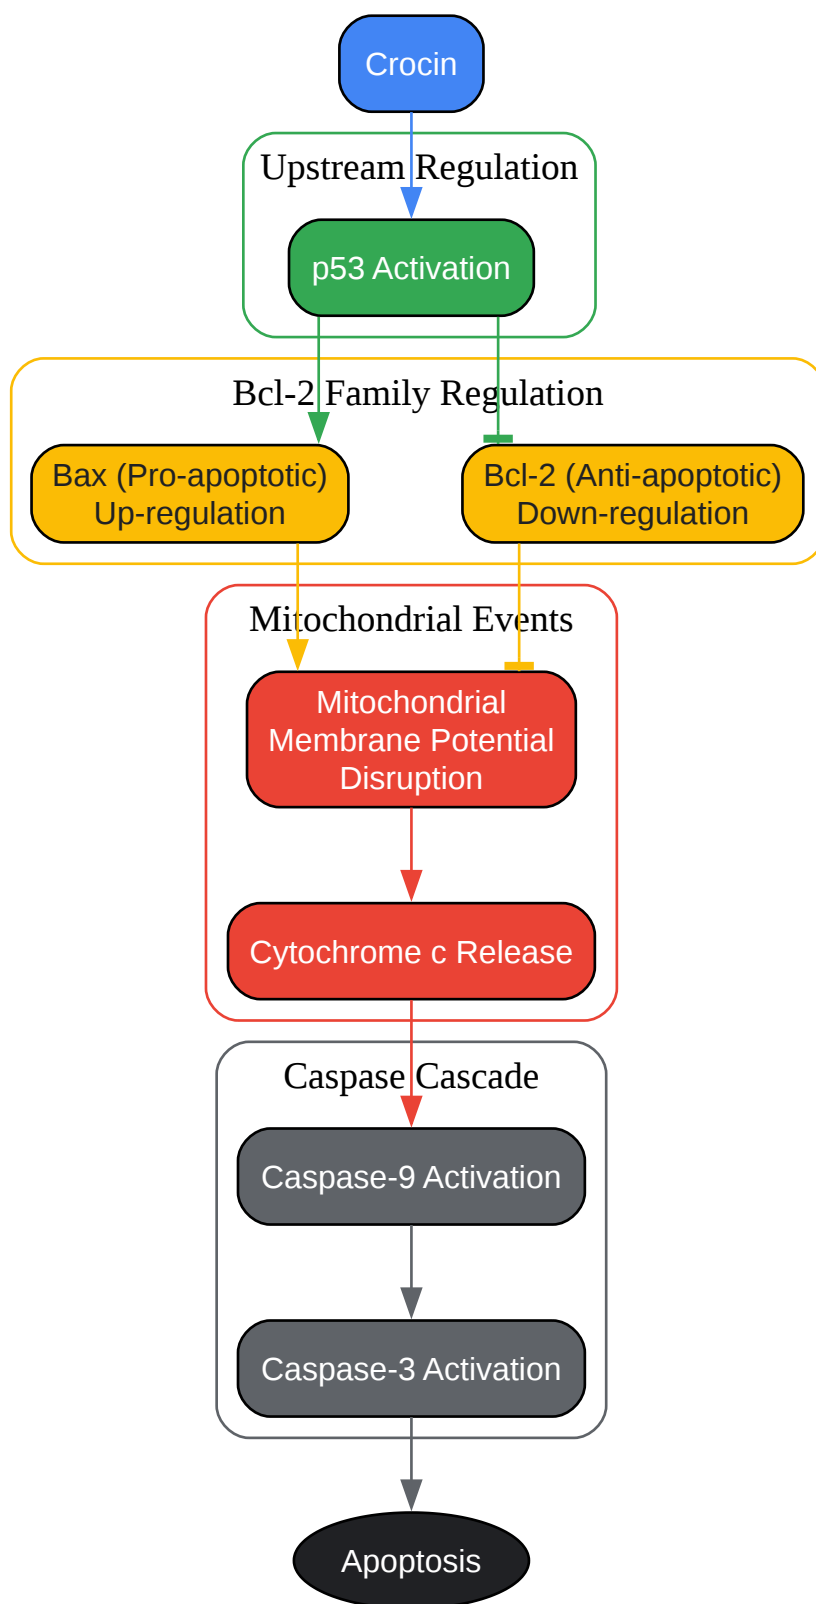 Crocin
Upstream Regulation
p53 Activation
Bcl-2 Family Regulation
Bax (Pro-apoptotic)
Up-regulation
Bcl-2 (Anti-apoptotic)
Down-regulation
Mitochondrial Events
Mitochondrial
Membrane Potential
Disruption
Cytochrome c Release
Caspase Cascade
Caspase-9 Activation
Caspase-3 Activation
Apoptosis